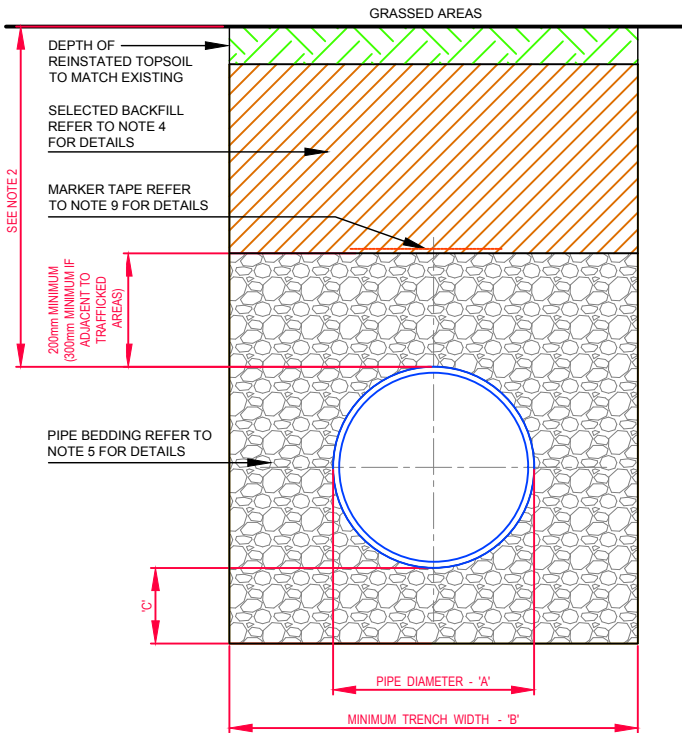 GRASSED AREAS
DEPTH OF
REINSTATED TOPSOIL
TO MATCH EXISTING
SELECTED BACKFILL
REFER TO NOTE 4
FOR DETAILS
SEE NOTE 2
MARKER TAPE REFER
TO NOTE 9 FOR DETAILS
200mm MINIMUM
(300mm MINIMUM IF
ADJACENT TO
TRAFFICKED
AREAS)
PIPE BEDDING REFER TO
NOTE 5 FOR DETAILS
'C'
PIPE DIAMETER - 'A'
MINIMUM TRENCH WIDTH - 'B'